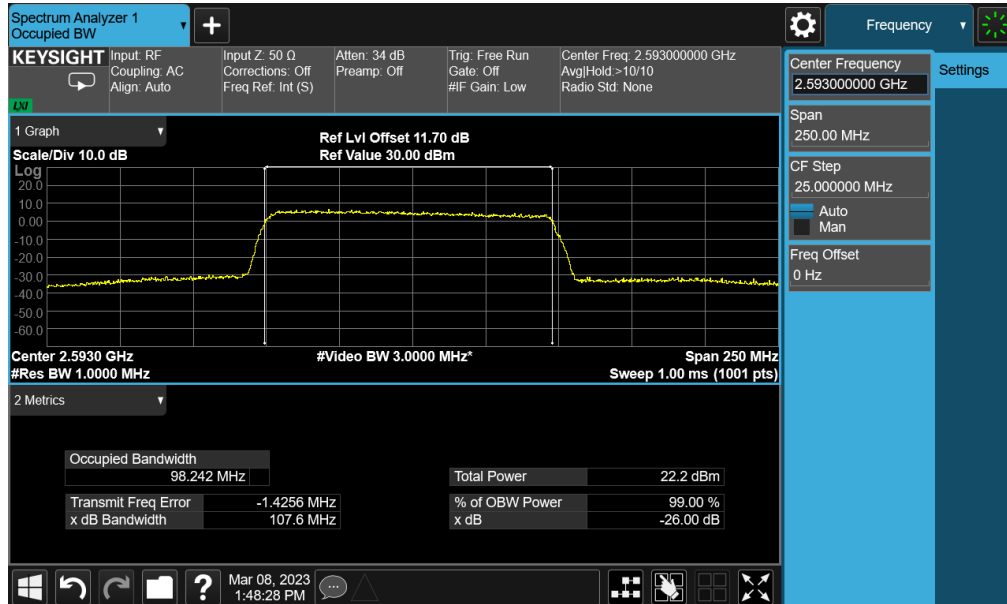 Spectrum Analyzer 1
Occupied BW
+
Frequency
KEYSIGHT
LXI
Input: RF
Coupling: AC
Align: Auto
Input Z: 50 Ω
Corrections: Off
Freq Ref: Int (S)
Atten: 34 dB
Preamp: Off
Trig: Free Run
Gate: Off
#IF Gain: Low
Center Freq: 2.593000000 GHz
Avg|Hold:>10/10
Radio Std: None
Center Frequency
2.593000000 GHz
Settings
Span
250.00 MHz
CF Step
25.000000 MHz
Auto
Man
Freq Offset
0 Hz
1 Graph
Scale/Div 10.0 dB
Ref Lvl Offset 11.70 dB
Ref Value 30.00 dBm
Log
20.0
10.0
0.00
-10.0
-20.0
-30.0
-40.0
-50.0
-60.0
Center 2.5930 GHz
#Video BW 3.0000 MHz*
Span 250 MHz
#Res BW 1.0000 MHz
Sweep 1.00 ms (1001 pts)
2 Metrics
Occupied Bandwidth
98.242 MHz
Total Power 22.2 dBm
Transmit Freq Error -1.4256 MHz
% of OBW Power 99.00 %
x dB Bandwidth 107.6 MHz
x dB -26.00 dB
?
Mar 08, 2023
1:48:28 PM